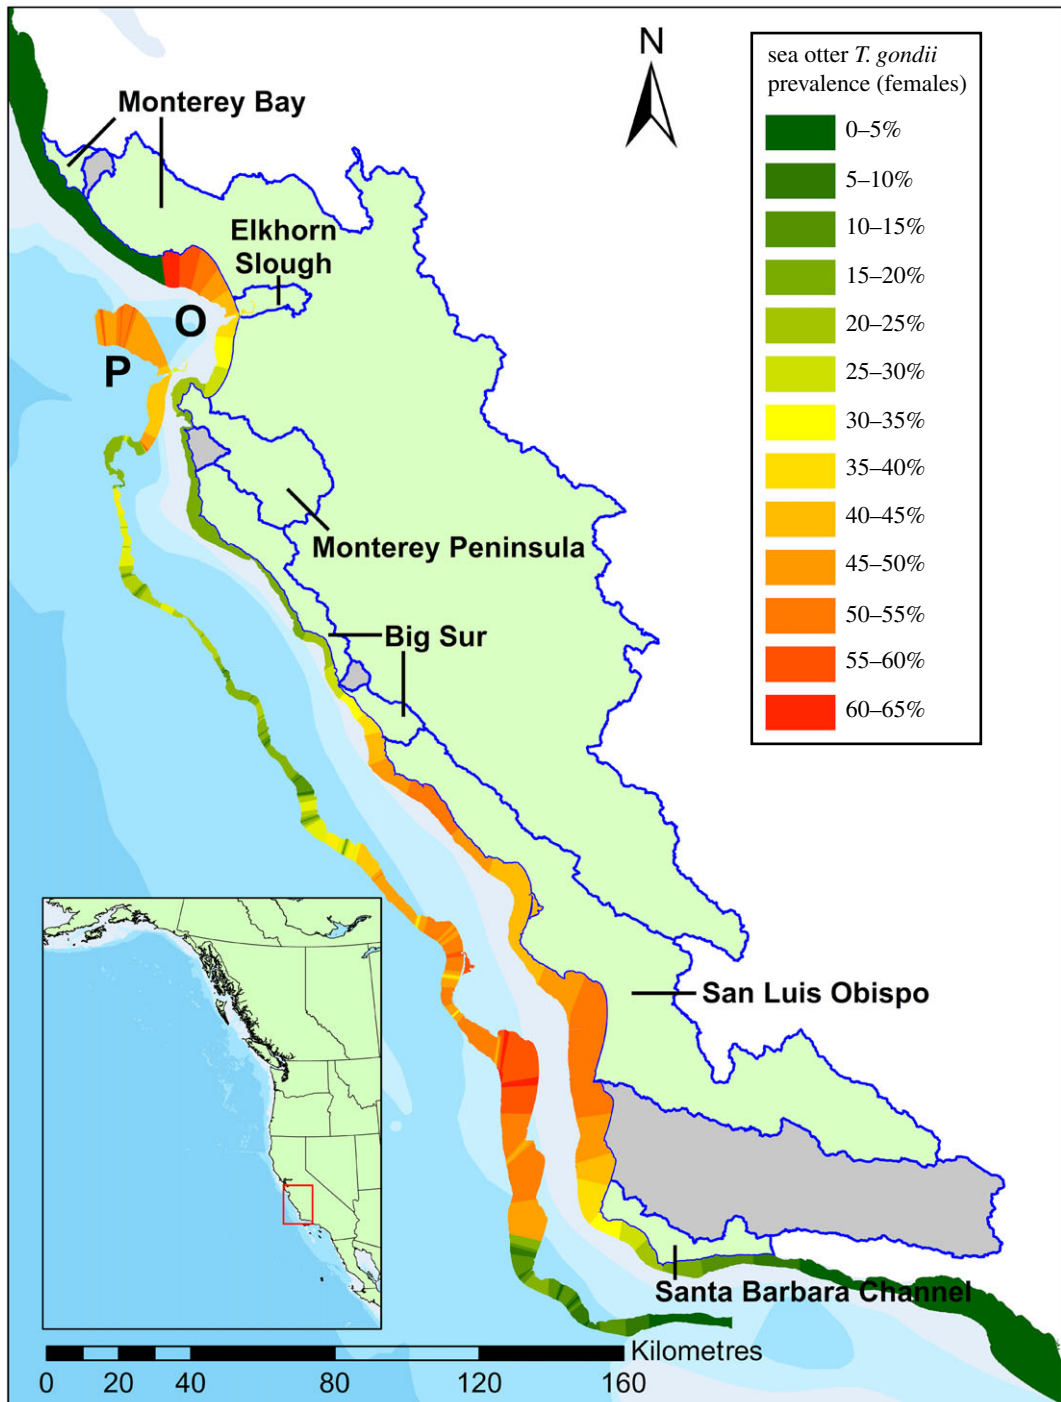 N
sea otter T. gondii
prevalence (females)
0–5%
5–10%
10–15%
15–20%
20–25%
25–30%
30–35%
35–40%
40–45%
45–50%
50–55%
55–60%
60–65%
Monterey Bay
Elkhorn
Slough
O
P
Monterey Peninsula
Big Sur
San Luis Obispo
Santa Barbara Channel
Kilometres
0 20 40 80 120 160